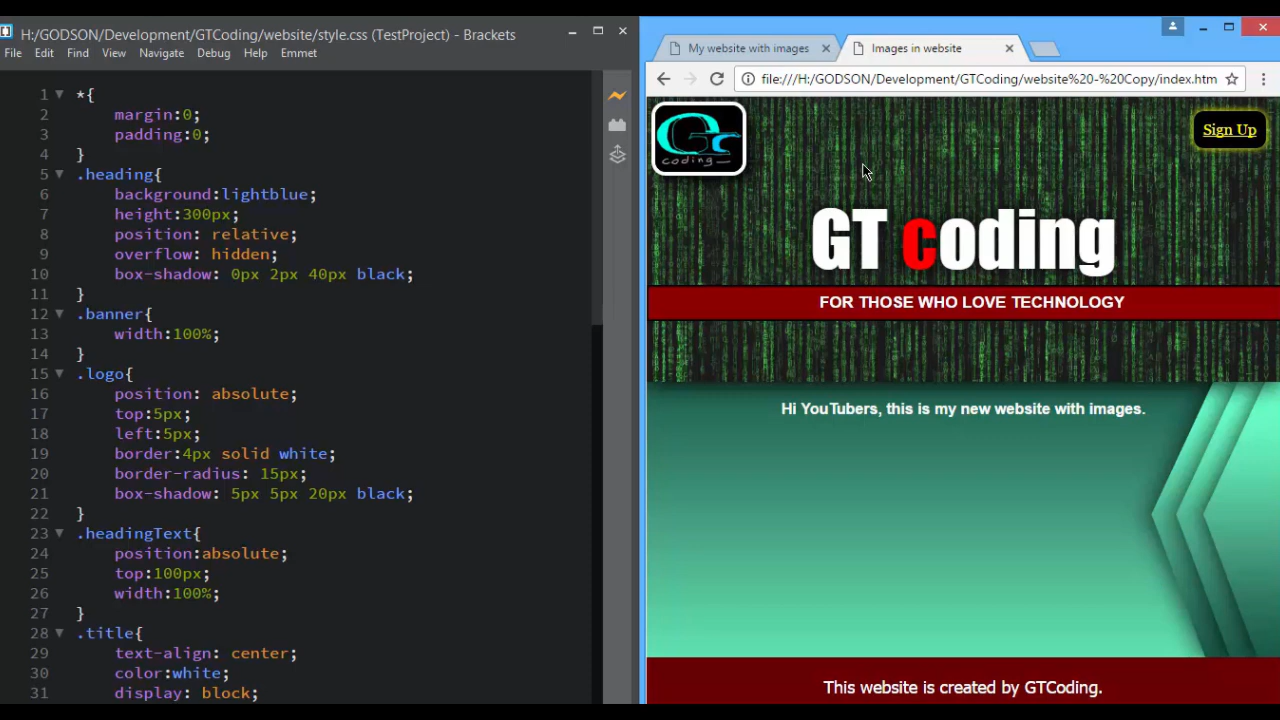 H:/GODSON/Development/GTCoding/website/style.css (TestProject) - Brackets
File Edit Find View Navigate Debug Help Emmet
1 *{
2 margin:0;
3 padding:0;
4 }
5 .heading{
6 background:lightblue;
7 height:300px;
8 position: relative;
9 overflow: hidden;
10 box-shadow: 0px 2px 40px black;
11 }
12 .banner{
13 width:100%;
14 }
15 .logo{
16 position: absolute;
17 top:5px;
18 left:5px;
19 border:4px solid white;
20 border-radius: 15px;
21 box-shadow: 5px 5px 20px black;
22 }
23 .headingText{
24 position:absolute;
25 top:100px;
26 width:100%;
27 }
28 .title{
29 text-align: center;
30 color:white;
31 display: block;
My website with images
Images in website
file:///H:/GODSON/Development/GTCoding/website%20-%20Copy/index.htm
GTc
coding_
Sign Up
GT coding
FOR THOSE WHO LOVE TECHNOLOGY
Hi YouTubers, this is my new website with images.
This website is created by GTCoding.